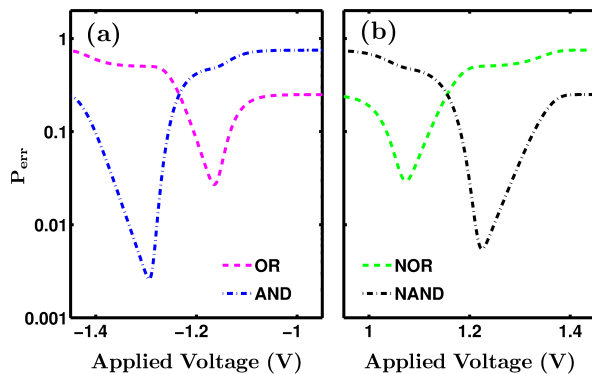 (a)
(b)
P_err
1
0.1
0.01
0.001
OR
AND
NOR
NAND
−1.4
−1.2
−1
1
1.2
1.4
Applied Voltage (V)
Applied Voltage (V)